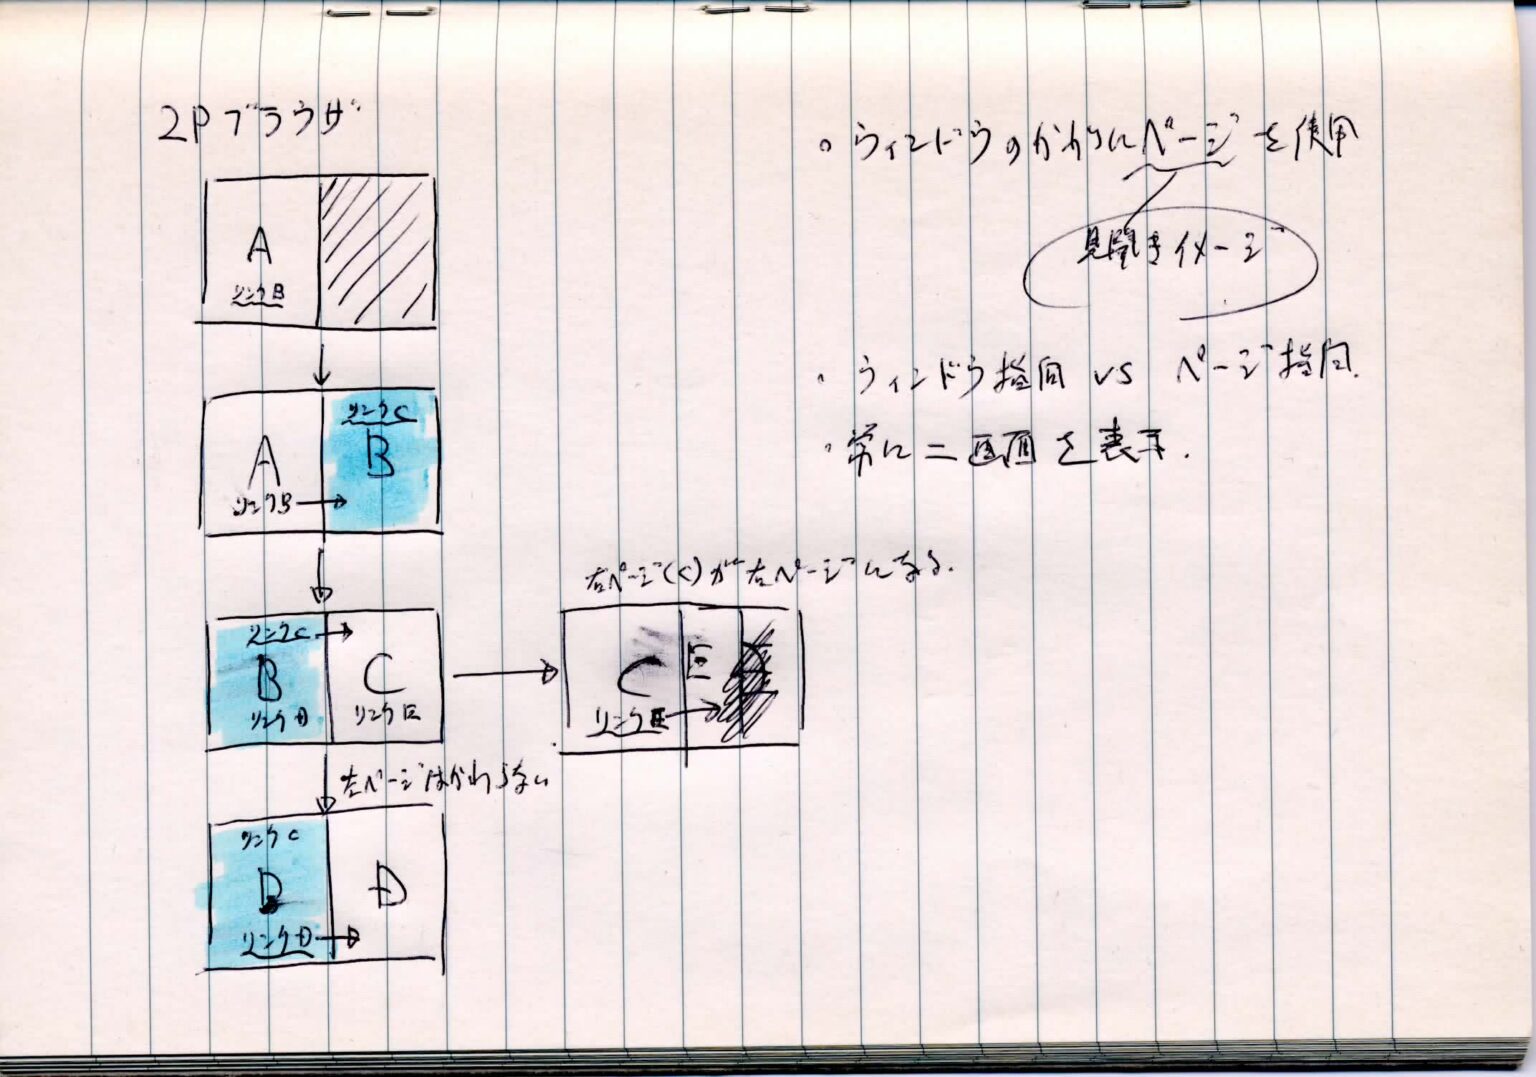 2Pブラウザ
A
リンクB
リンクC
A
B
リンクB
リンクC
B
C
リンクD
リンクE
左ページはかわらない
リンクC
B
D
リンクD
右ページ(C)が左ページになる.
C
E
リンクE
・ウィンドウのかわりにページを使用
見開きイメージ
・ウィンドウ指向 vs ページ指向.
・常に二画面を表示.